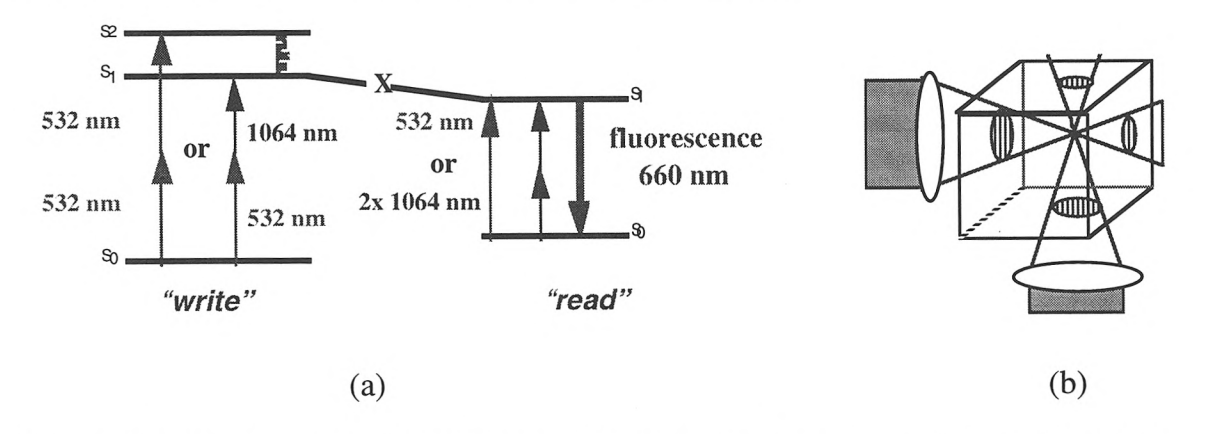 S2
S1
X
S1
532 nm
1064 nm
or
532 nm
or
2x 1064 nm
fluorescence
660 nm
532 nm
532 nm
S0
S0
"write"
"read"
(a)
(b)